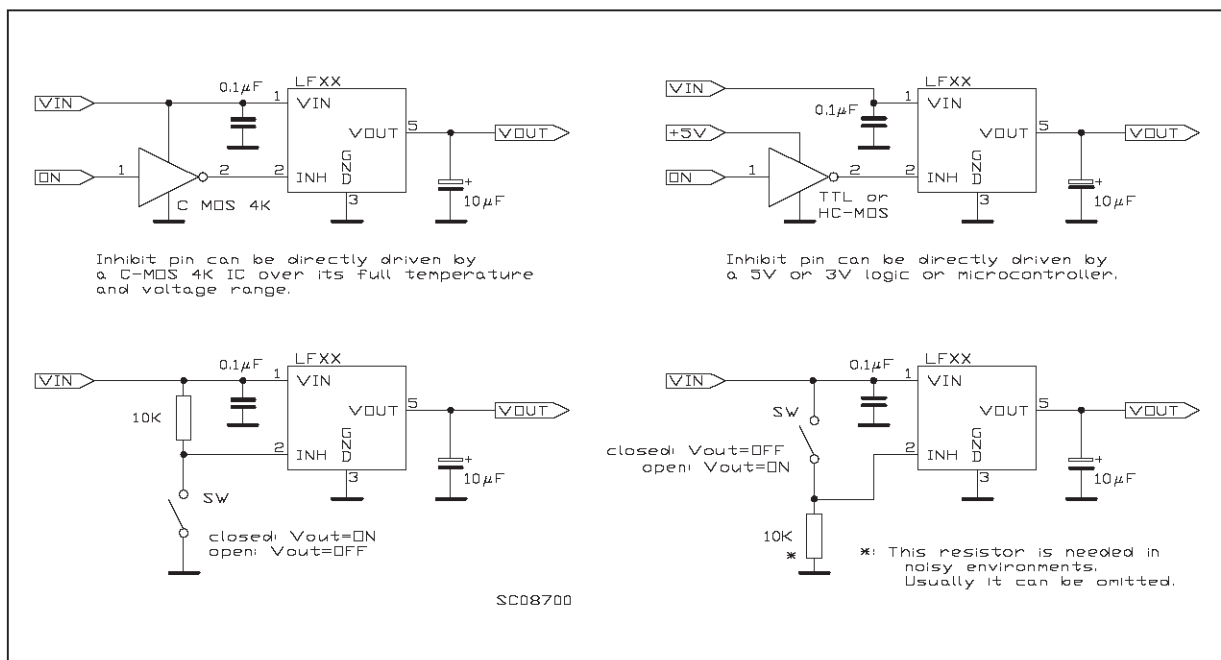 LFXX
0.1µF
VIN
1
VIN
VOUT
5
VOUT
GND
ON
1
2
2
INH
3
C MOS 4K
+
10µF
Inhibit pin can be directly driven by
a C-MOS 4K IC over its full temperature
and voltage range.
LFXX
VIN
1
VIN
0.1µF
+5V
VOUT
5
VOUT
GND
ON
1
2
2
INH
3
TTL or
HC-MOS
+
10µF
Inhibit pin can be directly driven by
a 5V or 3V logic or microcontroller.
LFXX
0.1µF
VIN
1
VIN
10K
VOUT
5
VOUT
GND
2
INH
3
+
10µF
SW
closed: Vout=ON
open: Vout=OFF
LFXX
0.1µF
VIN
1
VIN
SW
VOUT
5
VOUT
GND
closed: Vout=OFF
open: Vout=ON
2
INH
3
+
10µF
10K
*
*: This resistor is needed in
noisy environments.
Usually it can be omitted.
SC08700